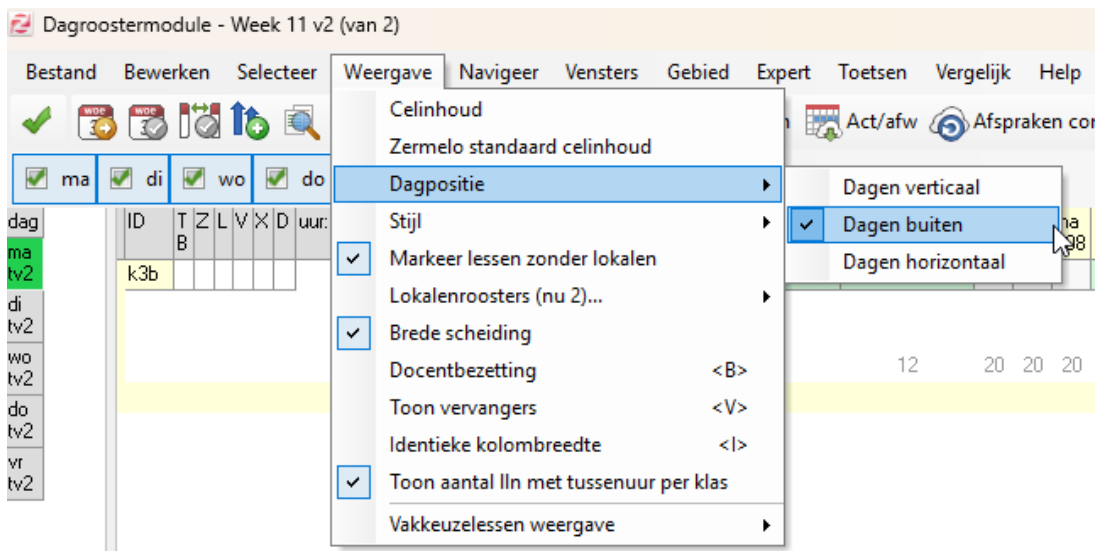 Dagroostermodule - Week 11 v2 (van 2)
Bestand Bewerken Selecteer Weergave Navigeer Vensters Gebied Expert Toetsen Vergelijk Help
WOE WOE Act/afw Afspraken
ma di wo do
dag ID T B Z L V X D uur:
ma tv2
k3b
di tv2
wo tv2
do tv2
vr tv2
Celinhoud
Zermelo standaard celinhoud
Dagpositie
Stijl
Markeer lessen zonder lokalen
Lokalenroosters (nu 2)...
Brede scheiding
Docentbezetting <B>
Toon vervangers <V>
Identieke kolombreedte <I>
Toon aantal lln met tussenuur per klas
Vakkeuzelessen weergave
Dagen verticaal
Dagen buiten
Dagen horizontaal
12 20 20 20